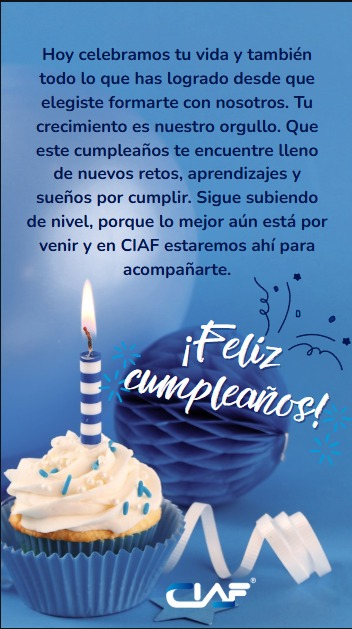 Hoy celebramos tu vida y también
todo lo que has logrado desde que
elegiste formarte con nosotros. Tu
crecimiento es nuestro orgullo. Que
este cumpleaños te encuentre lleno
de nuevos retos, aprendizajes y
sueños por cumplir. Sigue subiendo
de nivel, porque lo mejor aún está por
venir y en CIAF estaremos ahí para
acompañarte.
¡Feliz
cumpleaños!
CIAF®